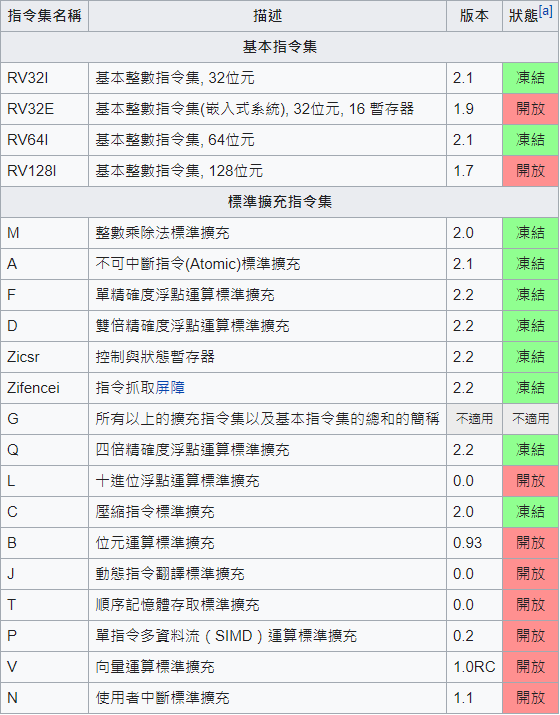 指令集名稱 描述 版本 狀態[a]
基本指令集
RV32I 基本整數指令集, 32位元 2.1 凍結
RV32E 基本整數指令集(嵌入式系統), 32位元, 16 暫存器 1.9 開放
RV64I 基本整數指令集, 64位元 2.1 凍結
RV128I 基本整數指令集, 128位元 1.7 開放
標準擴充指令集
M 整數乘除法標準擴充 2.0 凍結
A 不可中斷指令(Atomic)標準擴充 2.1 凍結
F 單精確度浮點運算標準擴充 2.2 凍結
D 雙倍精確度浮點運算標準擴充 2.2 凍結
Zicsr 控制與狀態暫存器 2.2 凍結
Zifencei 指令抓取屏障 2.2 凍結
G 所有以上的擴充指令集以及基本指令集的總和的簡稱 不適用 不適用
Q 四倍精確度浮點運算標準擴充 2.2 凍結
L 十進位浮點運算標準擴充 0.0 開放
C 壓縮指令標準擴充 2.0 凍結
B 位元運算標準擴充 0.93 開放
J 動態指令翻譯標準擴充 0.0 開放
T 順序記憶體存取標準擴充 0.0 開放
P 單指令多資料流（SIMD）運算標準擴充 0.2 開放
V 向量運算標準擴充 1.0RC 開放
N 使用者中斷標準擴充 1.1 開放